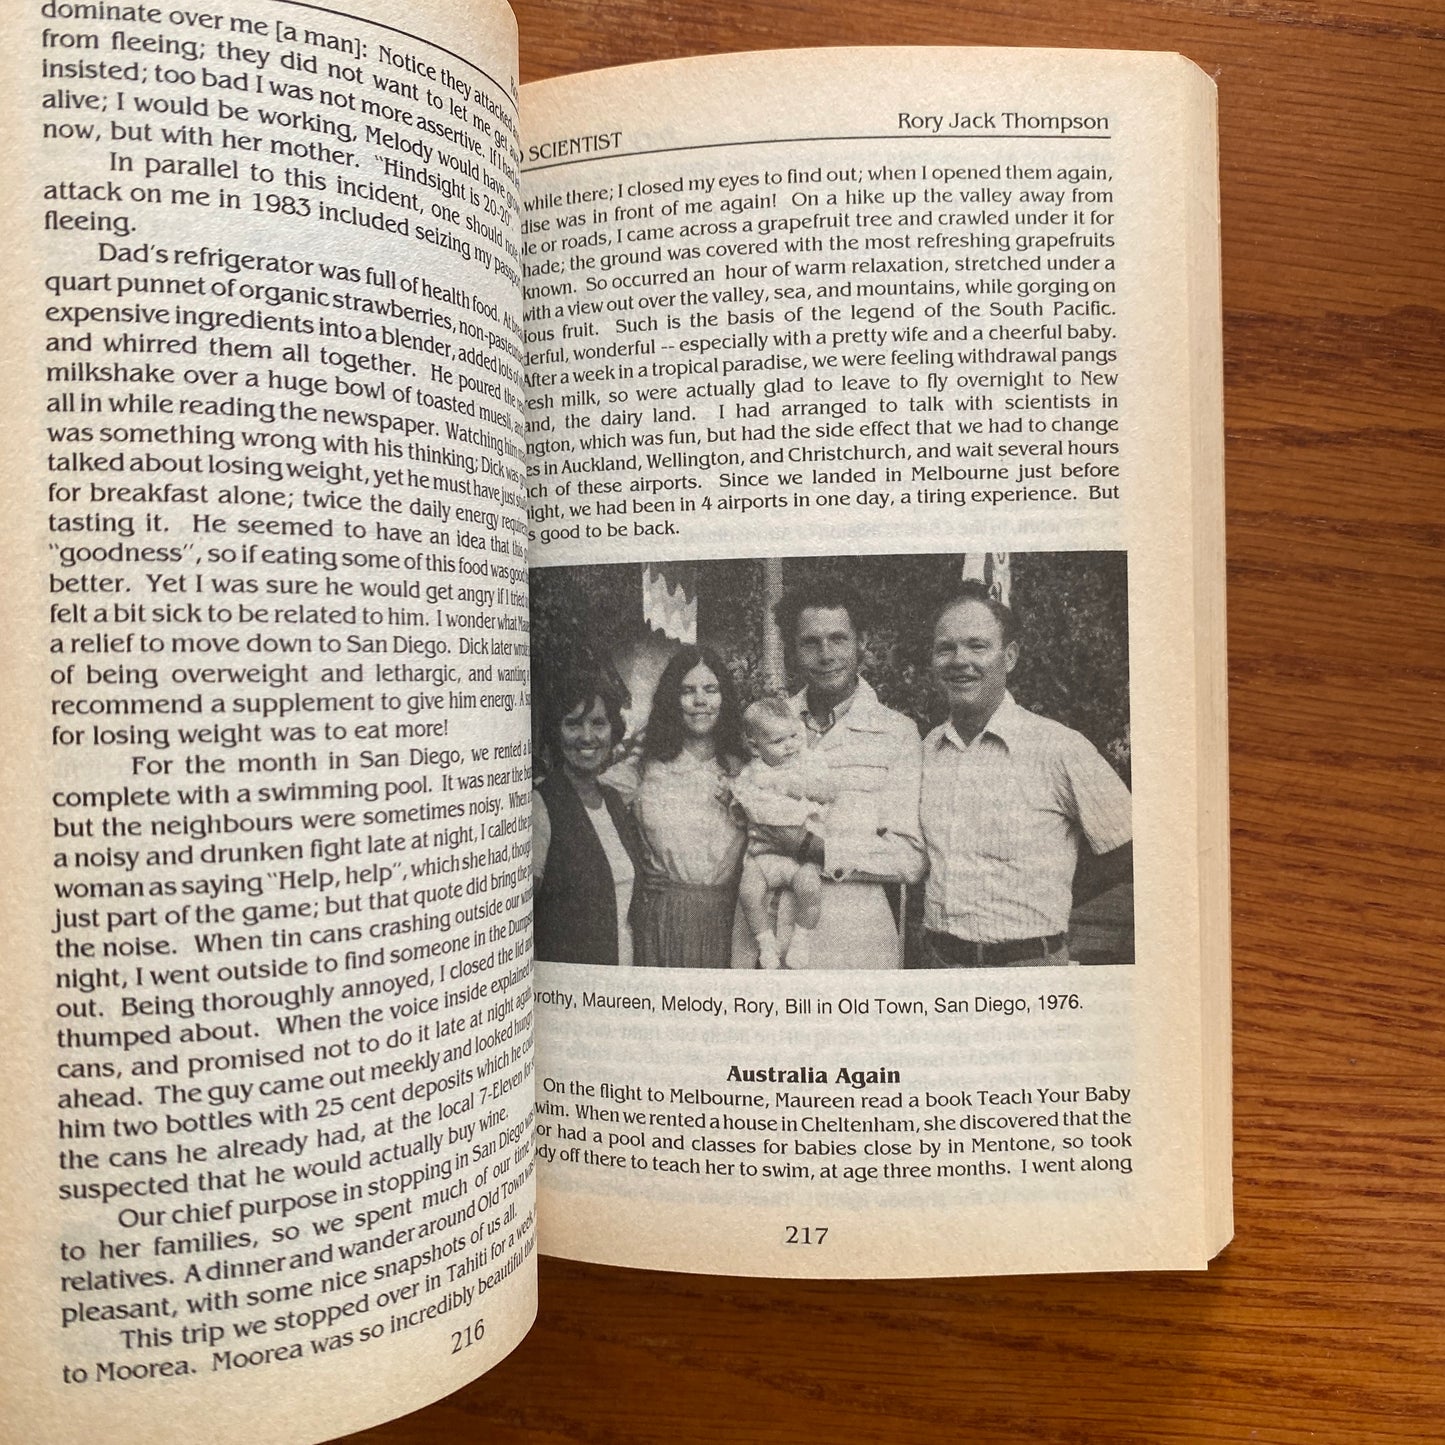 dominate over me [a man]: Notice they attacked
from fleeing; they did not want to let me get
insisted; too bad I was not more assertive. If I had
alive; I would be working, Melody would have
now, but with her mother. "Hindsight is 20-20".
In parallel to this incident, one should note
attack on me in 1983 included seizing my
fleeing.
Dad's refrigerator was full of health food. At
quart punnet of organic strawberries,
expensive ingredients into a blender, added lots of
and whirred them all together. He poured the
milkshake over a huge bowl of toasted muesli,
all in while reading the newspaper. Watching him
was something wrong with his thinking; Dick was
talked about losing weight, yet he must have just
for breakfast alone; twice the daily energy
tasting it. He seemed to have an idea that this
"goodness", so if eating some of this food was good
better. Yet I was sure he would get angry if I tried
felt a bit sick to be related to him. I wonder what
a relief to move down to San Diego. Dick later
of being overweight and lethargic, and wanting
recommend a supplement to give him energy. A
for losing weight was to eat more!
For the month in San Diego, we rented a
complete with a swimming pool. It was near the
but the neighbours were sometimes noisy. When
a noisy and drunken fight late at night, I called the
woman as saying "Help, help", which she had,
just part of the game; but that quote did bring the
the noise. When tin cans crashing outside our
night, I went outside to find someone in the
out. Being thoroughly annoyed, I closed the lid and
thumped about. When the voice inside explained
cans, and promised not to do it late at night again,
ahead. The guy came out meekly and looked hungry
him two bottles with 25 cent deposits which he could
the cans he already had, at the local 7-Eleven for
suspected that he would actually buy wine.
Our chief purpose in stopping in San Diego was
to her families, so we spent much of our time
relatives. A dinner and wander around Old Town was
pleasant, with some nice snapshots of us all.
This trip we stopped over in Tahiti for a week
to Moorea. Moorea was so incredibly beautiful that
216
SCIENTIST
Rory Jack Thompson
while there; I closed my eyes to find out; when I opened them again,
was in front of me again! On a hike up the valley away from
or roads, I came across a grapefruit tree and crawled under it for
the ground was covered with the most refreshing grapefruits
known. So occurred an hour of warm relaxation, stretched under a
with a view out over the valley, sea, and mountains, while gorging on
fruit. Such is the basis of the legend of the South Pacific.
wonderful -- especially with a pretty wife and a cheerful baby.
After a week in a tropical paradise, we were feeling withdrawal pangs
milk, so were actually glad to leave to fly overnight to New
the dairy land. I had arranged to talk with scientists in
which was fun, but had the side effect that we had to change
in Auckland, Wellington, and Christchurch, and wait several hours
of these airports. Since we landed in Melbourne just before
we had been in 4 airports in one day, a tiring experience. But
good to be back.
Maureen, Melody, Rory, Bill in Old Town, San Diego, 1976.
Australia Again
On the flight to Melbourne, Maureen read a book Teach Your Baby
When we rented a house in Cheltenham, she discovered that the
had a pool and classes for babies close by in Mentone, so took
off there to teach her to swim, at age three months. I went along
217